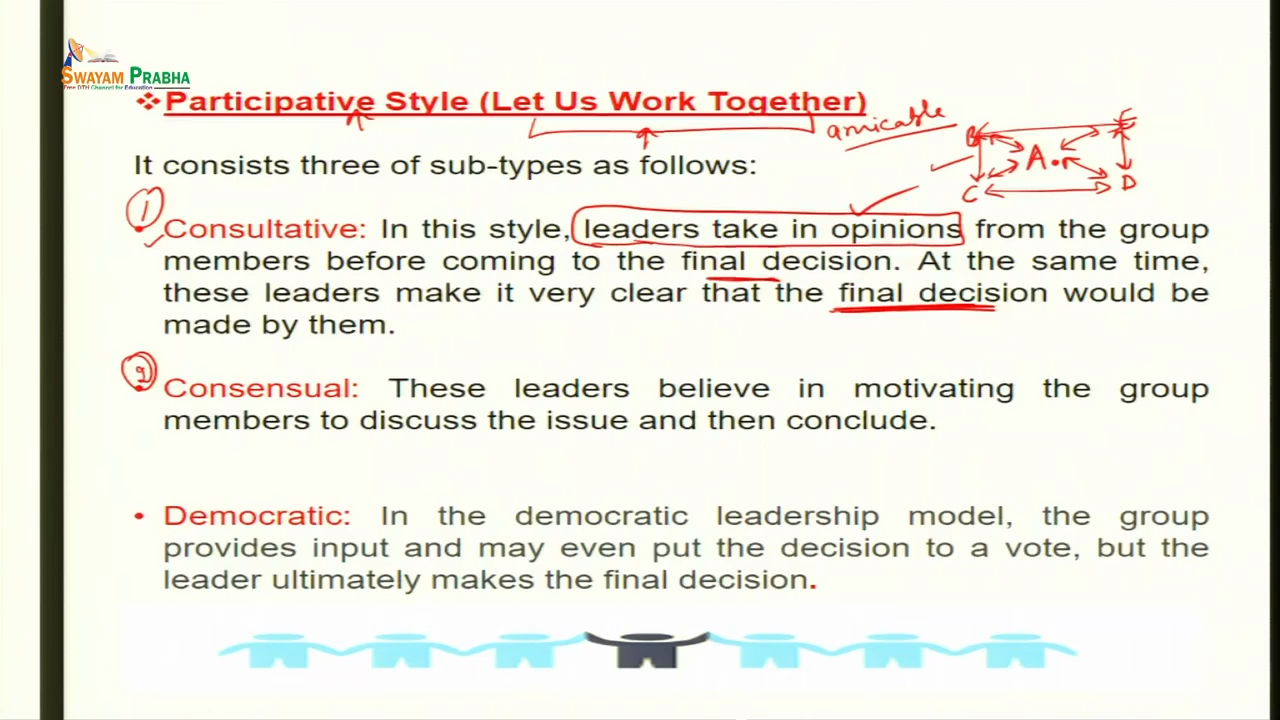 SWAYAM PRABHA
Free DTH Channel for Education
❖Participative Style (Let Us Work Together)
amicable
B E
A
C D
It consists three of sub-types as follows:
1
• Consultative: In this style, leaders take in opinions from the group
members before coming to the final decision. At the same time,
these leaders make it very clear that the final decision would be
made by them.
2
• Consensual: These leaders believe in motivating the group
members to discuss the issue and then conclude.
• Democratic: In the democratic leadership model, the group
provides input and may even put the decision to a vote, but the
leader ultimately makes the final decision.